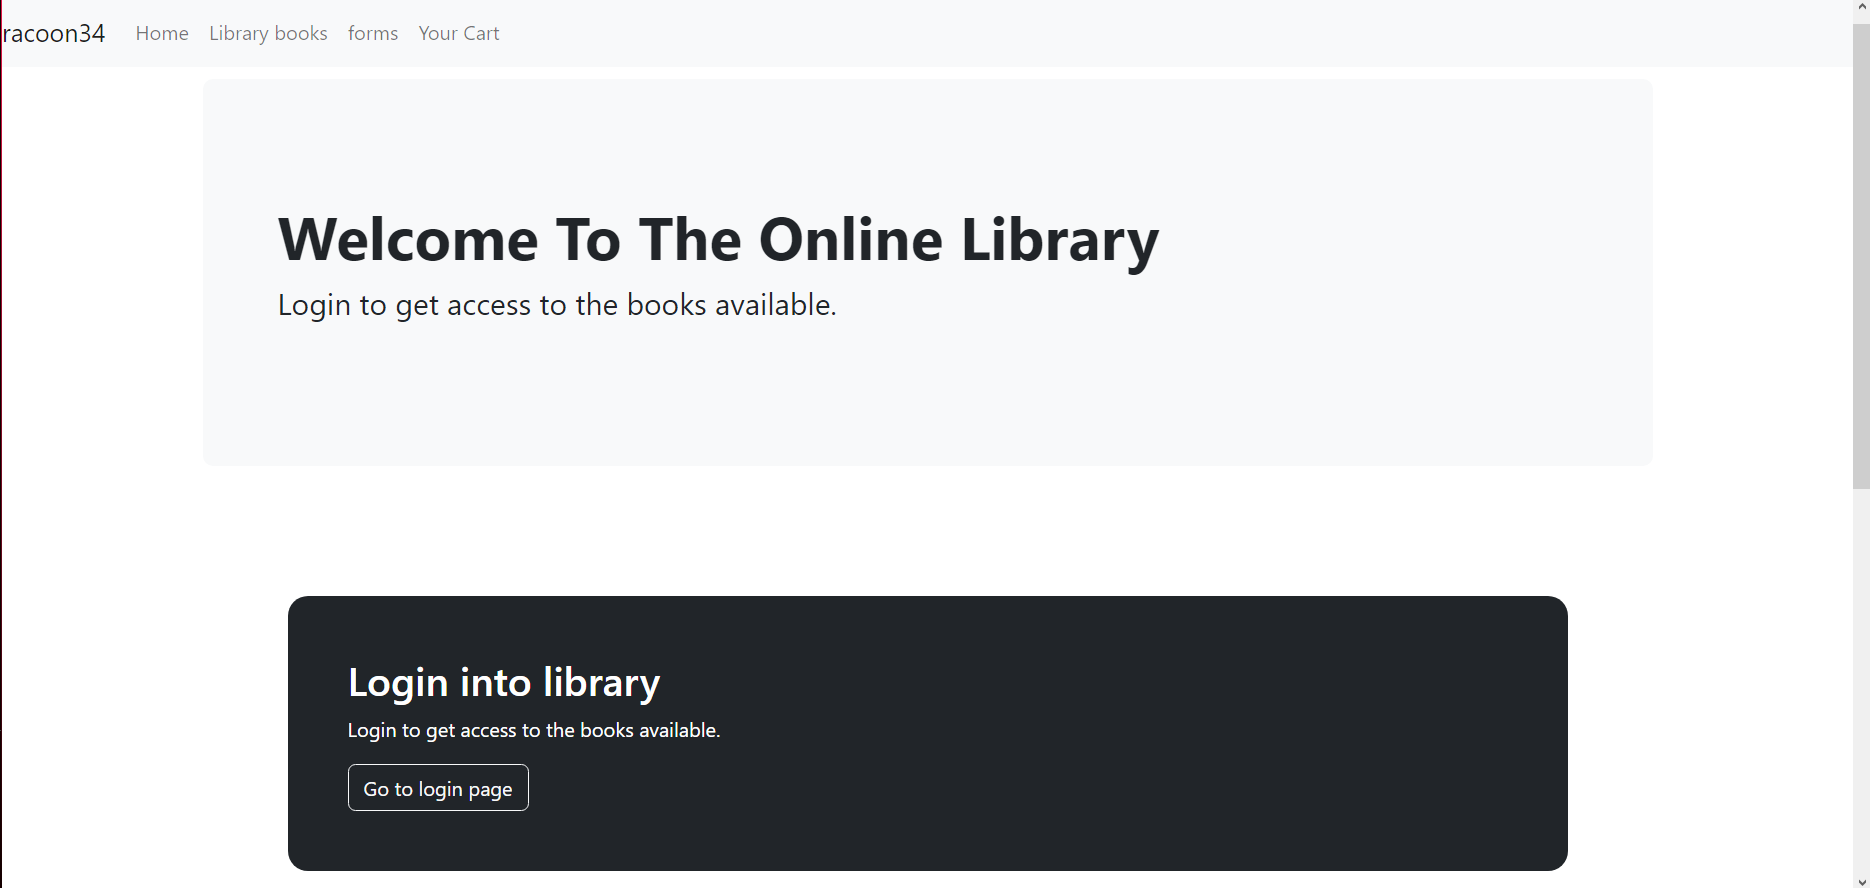 racoon34 Home Library books forms Your Cart
Welcome To The Online Library
Login to get access to the books available.
Login into library
Login to get access to the books available.
Go to login page